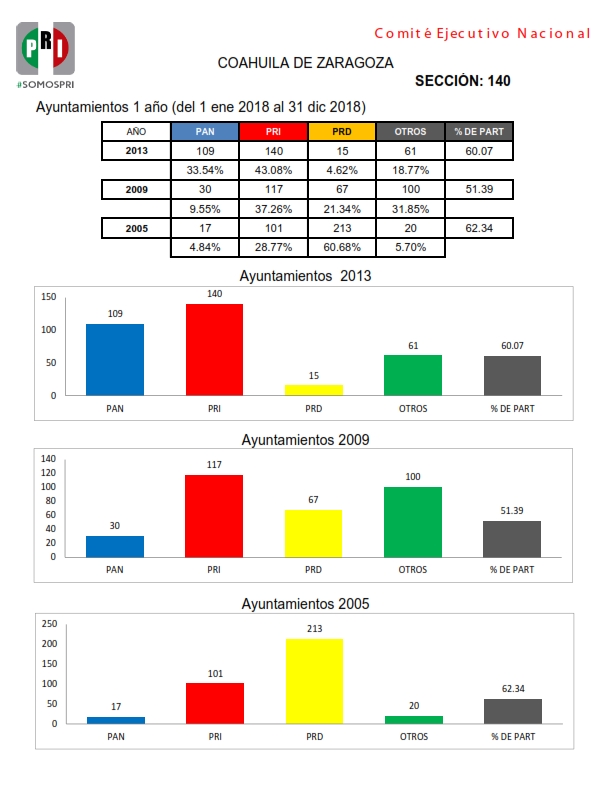 Comité Ejecutivo Nacional
PRI
#SOMOSPRI
COAHUILA DE ZARAGOZA
SECCIÓN: 140
Ayuntamientos 1 año (del 1 ene 2018 al 31 dic 2018)
AÑO PAN PRI PRD OTROS % DE PART
2013 109 140 15 61 60.07
33.54% 43.08% 4.62% 18.77%
2009 30 117 67 100 51.39
9.55% 37.26% 21.34% 31.85%
2005 17 101 213 20 62.34
4.84% 28.77% 60.68% 5.70%
Ayuntamientos 2013
150
100
50
0
109 140 15 61 60.07
PAN PRI PRD OTROS % DE PART
Ayuntamientos 2009
140
120
100
80
60
40
20
0
30 117 67 100 51.39
PAN PRI PRD OTROS % DE PART
Ayuntamientos 2005
250
200
150
100
50
0
17 101 213 20 62.34
PAN PRI PRD OTROS % DE PART